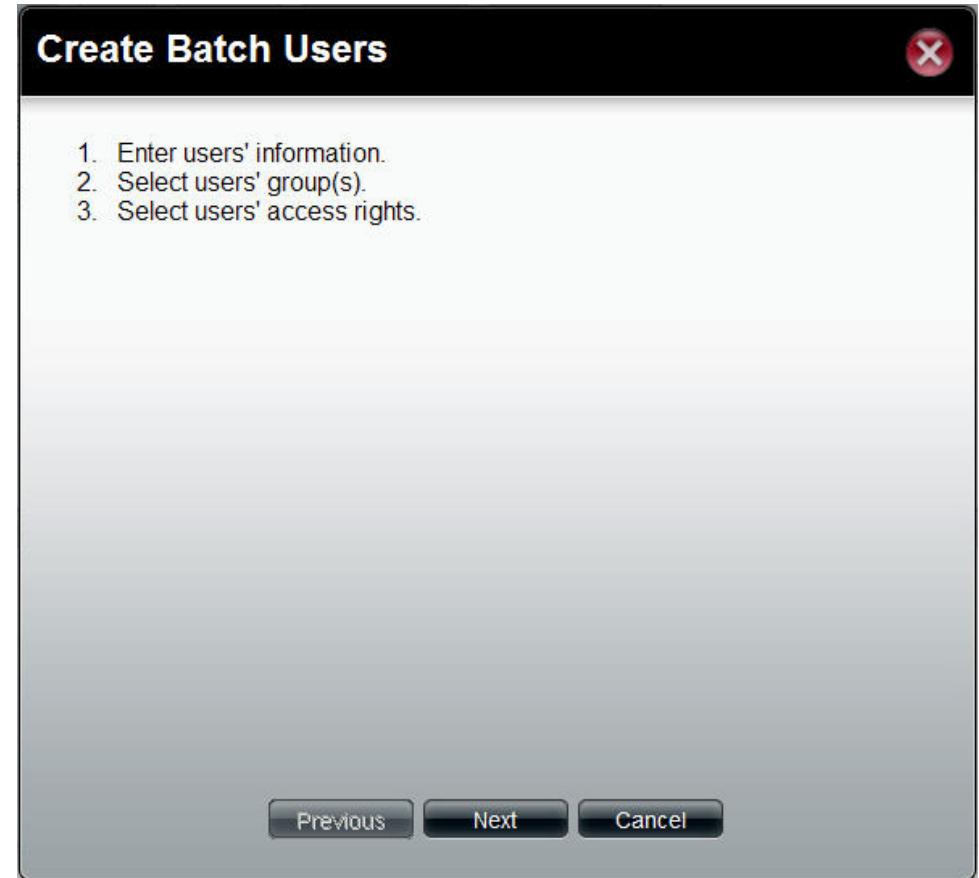 Create Batch Users
1. Enter users' information.
2. Select users' group(s).
3. Select users' access rights.
Previous Next Cancel